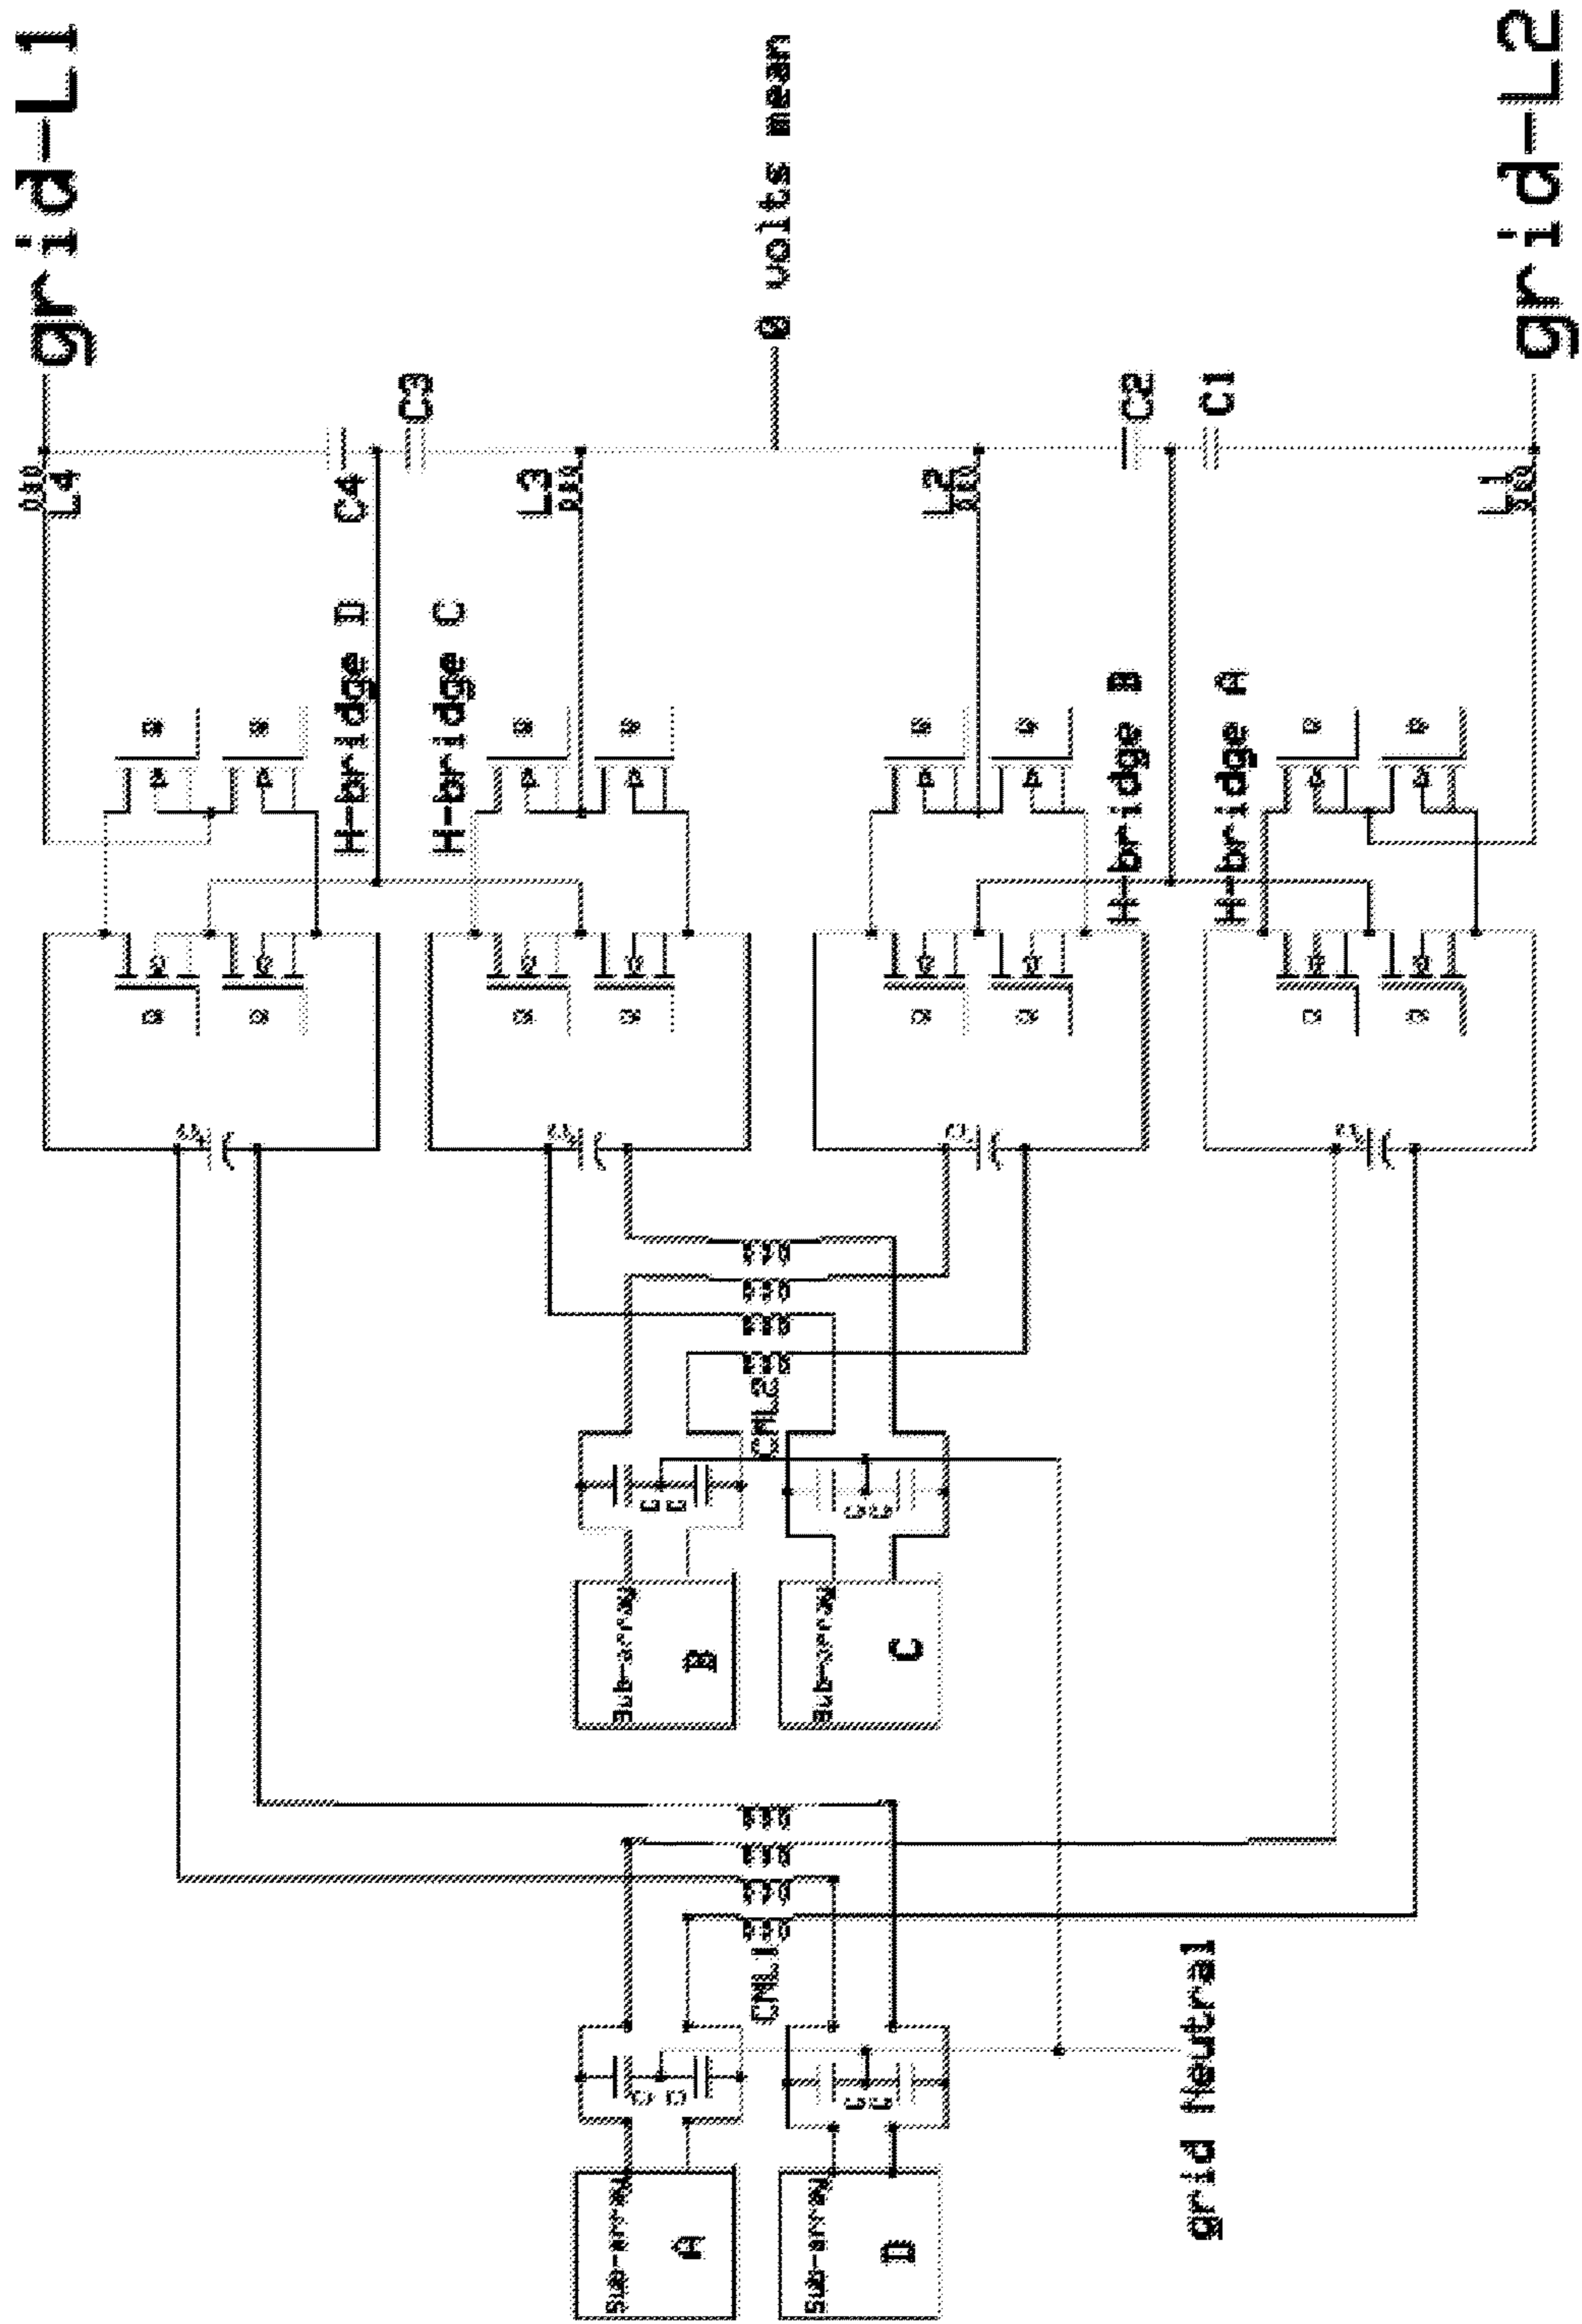 grid-L1
0 volts mean
grid-L2
C3
C2
C1
L4
C4
L3
L2
L1
H-bridge D
H-bridge C
H-bridge B
H-bridge A
CML2
Sub-array
B
Sub-array
C
CML1
grid Neutral
Sub-array
A
Sub-array
D